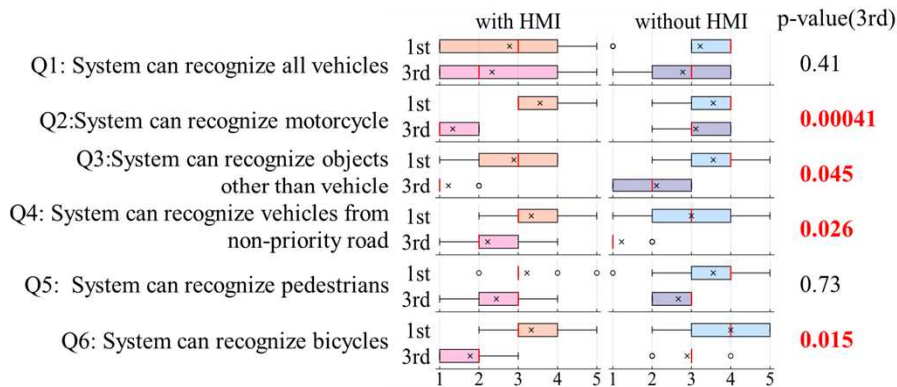 with HMI without HMI p-value(3rd)
Q1: System can recognize all vehicles 1st 3rd 0.41
Q2:System can recognize motorcycle 1st 3rd 0.00041
Q3:System can recognize objects
other than vehicle 1st 3rd 0.045
Q4: System can recognize vehicles from
non-priority road 1st 3rd 0.026
Q5: System can recognize pedestrians 1st 3rd 0.73
Q6: System can recognize bicycles 1st 3rd 0.015
1 2 3 4 5 1 2 3 4 5